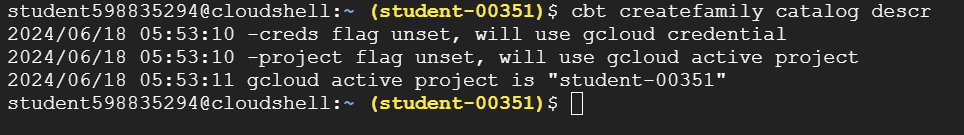 student598835294@cloudshell:~ (student-00351)$ cbt createfamily catalog descr
2024/06/18 05:53:10 -creds flag unset, will use gcloud credential
2024/06/18 05:53:10 -project flag unset, will use gcloud active project
2024/06/18 05:53:11 gcloud active project is "student-00351"
student598835294@cloudshell:~ (student-00351)$